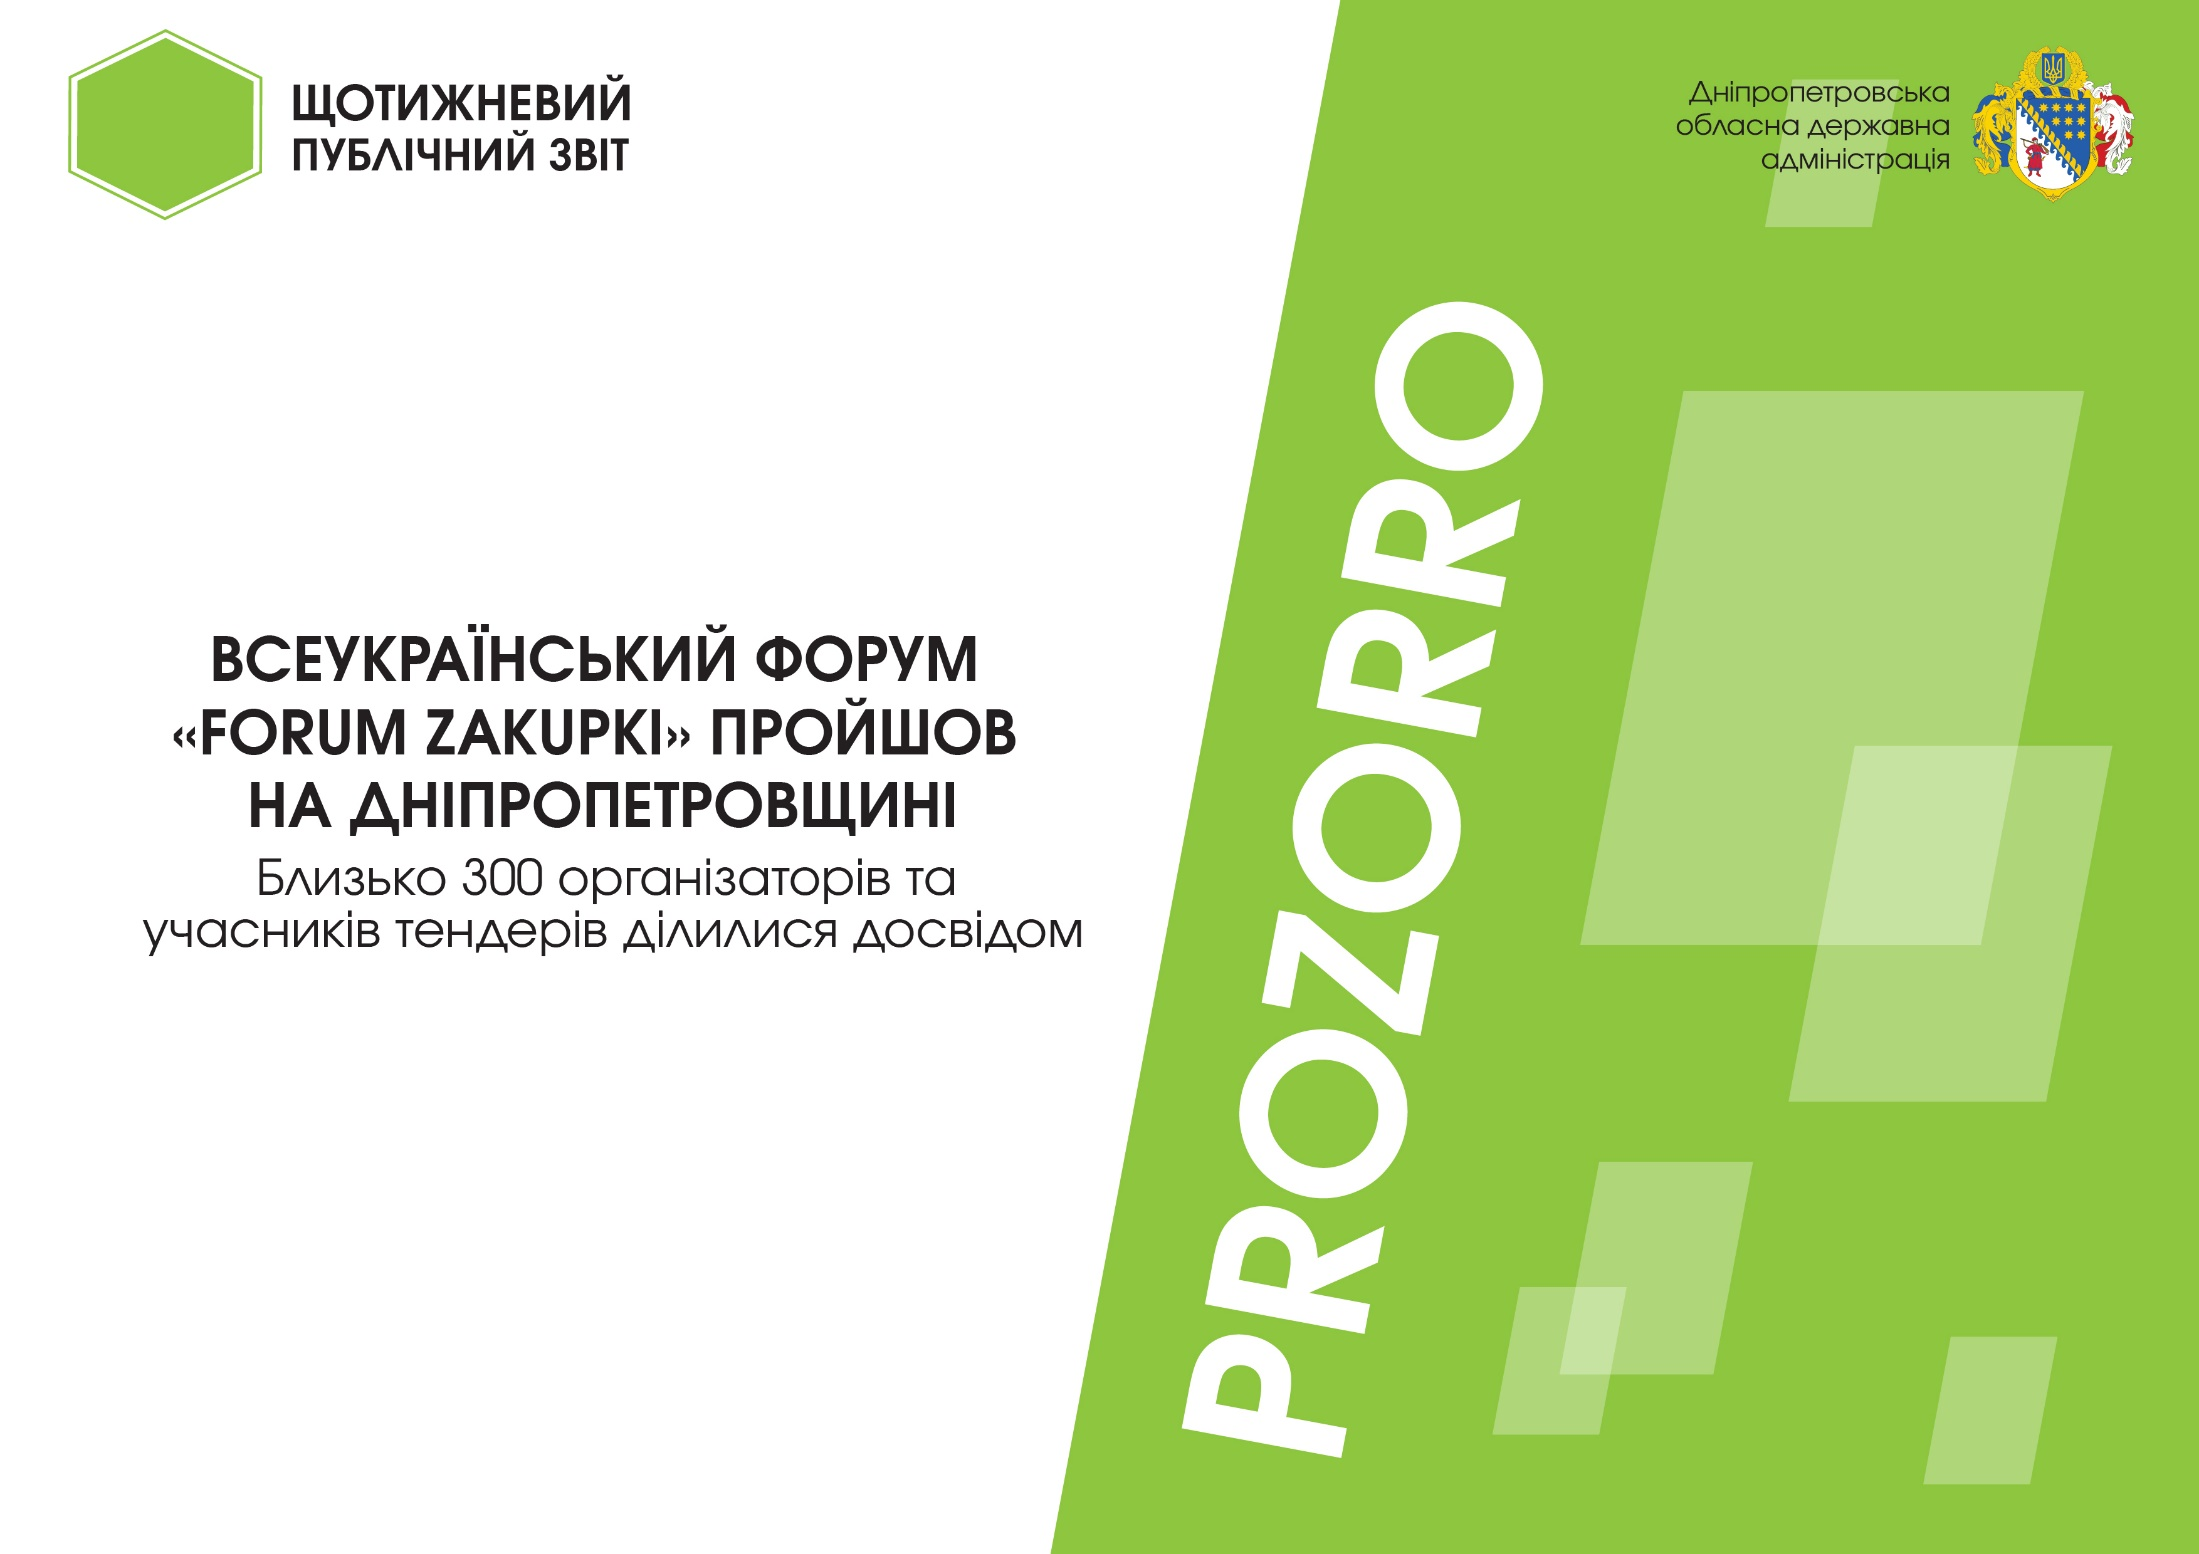 ЩОТИЖНЕВИЙ
ПУБЛІЧНИЙ ЗВІТ
Дніпропетровська
обласна державна
адміністрація
ВСЕУКРАЇНСЬКИЙ ФОРУМ
«FORUM ZAKUPKI» ПРОЙШОВ
НА ДНІПРОПЕТРОВЩИНІ
Близько 300 організаторів та
учасників тендерів ділилися досвідом
PROZORRO